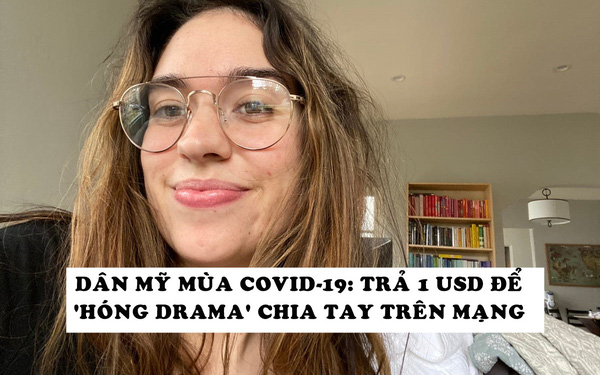 DÂN MỸ MÙA COVID-19: TRẢ 1 USD ĐỂ
'HÓNG DRAMA' CHIA TAY TRÊN MẠNG